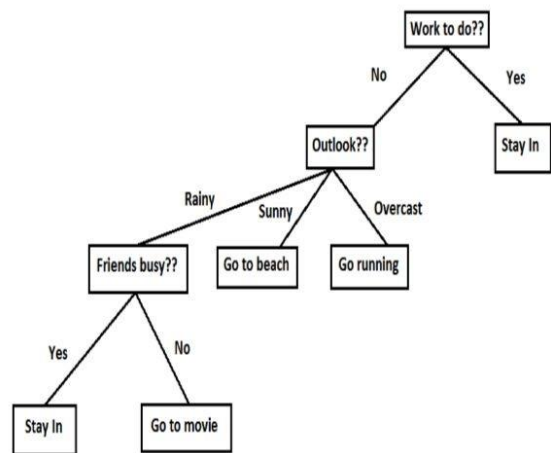 Work to do??
No
Yes
Outlook??
Stay In
Rainy
Sunny
Overcast
Friends busy??
Go to beach
Go running
Yes
No
Stay In
Go to movie